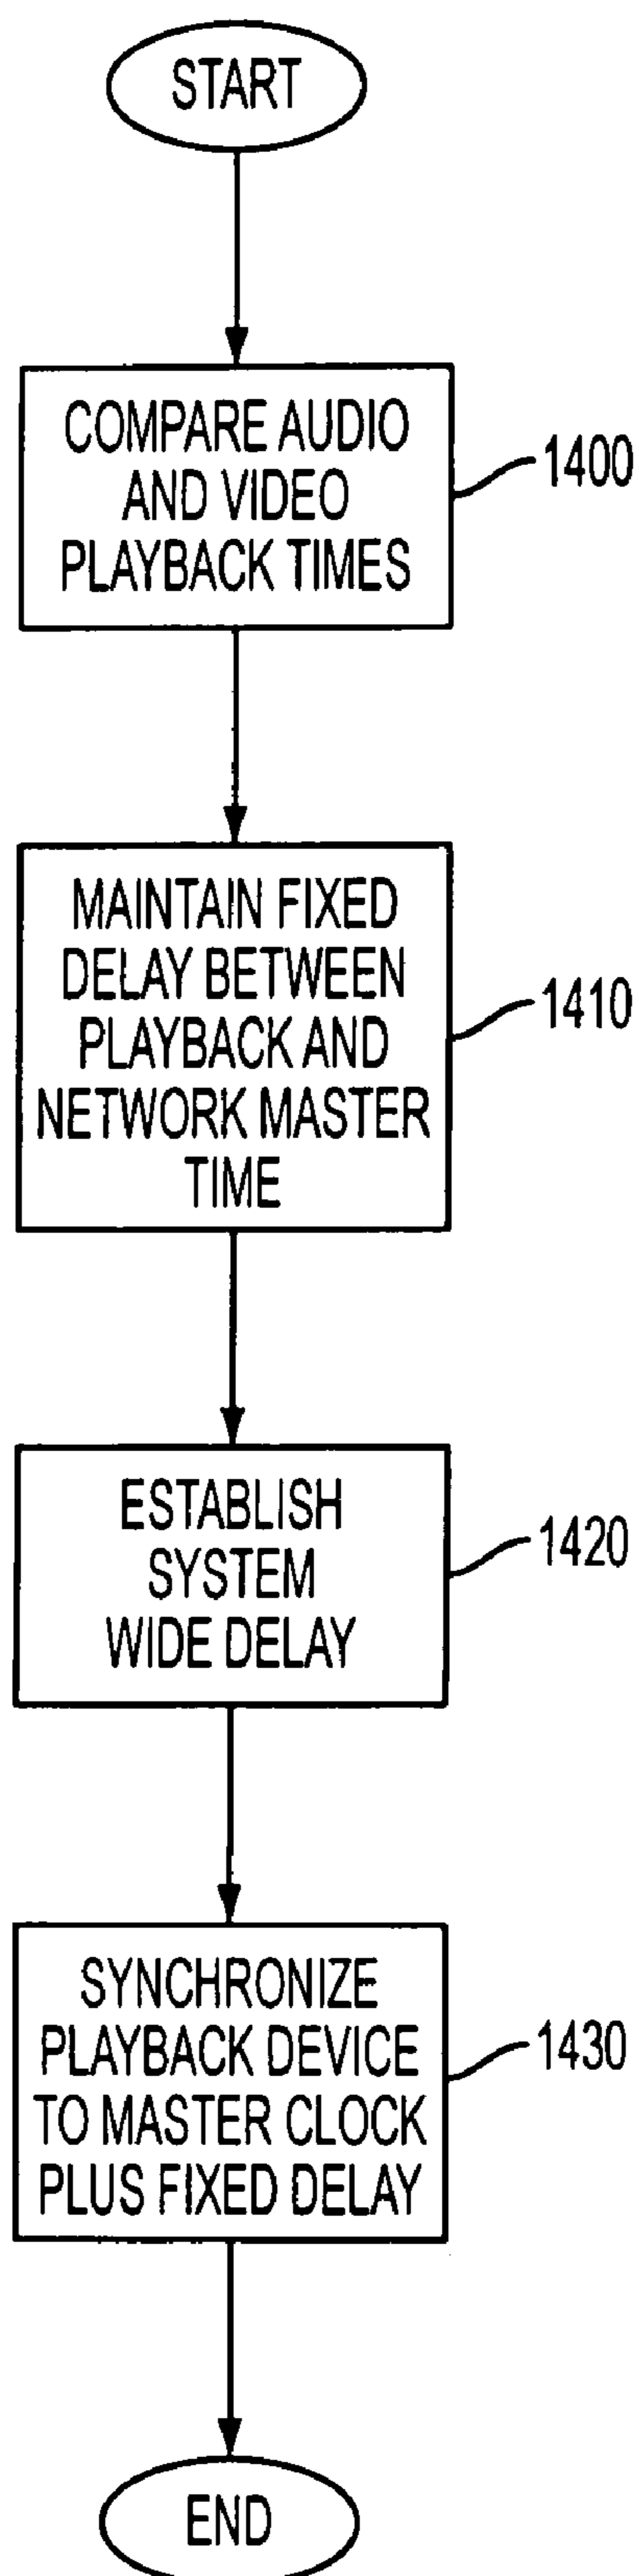 START
COMPARE AUDIO
AND VIDEO
PLAYBACK TIMES
1400
MAINTAIN FIXED
DELAY BETWEEN
PLAYBACK AND
NETWORK MASTER
TIME
1410
ESTABLISH
SYSTEM
WIDE DELAY
1420
SYNCHRONIZE
PLAYBACK DEVICE
TO MASTER CLOCK
PLUS FIXED DELAY
1430
END